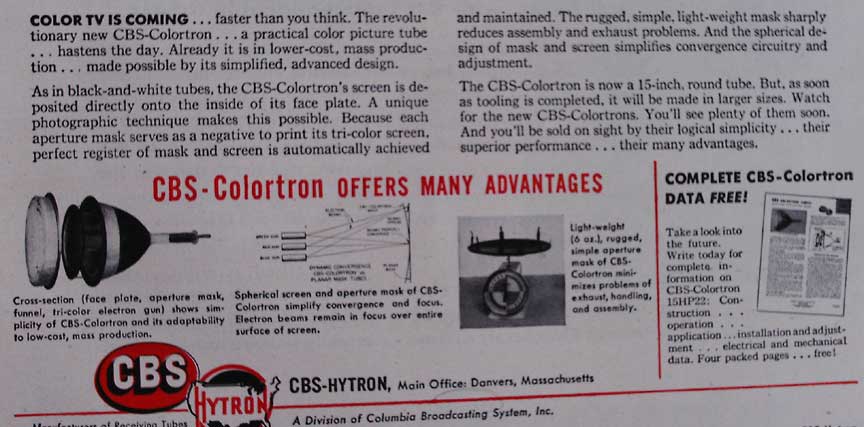 COLOR TV IS COMING . . . faster than you think. The revolu-
tionary new CBS-Colortron . . . a practical color picture tube
. . . hastens the day. Already it is in lower-cost, mass produc-
tion . . . made possible by its simplified, advanced design.
As in black-and-white tubes, the CBS-Colortron's screen is de-
posited directly onto the inside of its face plate. A unique
photographic technique makes this possible. Because each
aperture mask serves as a negative to print its tri-color screen,
perfect register of mask and screen is automatically achieved
and maintained. The rugged, simple, light-weight mask sharply
reduces assembly and exhaust problems. And the spherical de-
sign of mask and screen simplifies convergence circuitry and
adjustment.
The CBS-Colortron is now a 15-inch, round tube. But, as soon
as tooling is completed, it will be made in larger sizes. Watch
for the new CBS-Colortrons. You'll see plenty of them soon.
And you'll be sold on sight by their logical simplicity . . . their
superior performance . . . their many advantages.
CBS-Colortron OFFERS MANY ADVANTAGES
Cross-section (face plate, aperture mask,
funnel, tri-color electron gun) shows sim-
plicity of CBS-Colortron and its adaptability
to low-cost, mass production.
DYNAMIC CONVERGENCE
CBS-COLORTRON vs.
PLANAR MASK TUBES
Spherical screen and aperture mask of CBS-
Colortron simplify convergence and focus.
Electron beams remain in focus over entire
surface of screen.
Light-weight
(6 oz.), rugged,
simple aperture
mask of CBS-
Colortron mini-
mizes problems of
exhaust, handling,
and assembly.
COMPLETE CBS-Colortron
DATA FREE!
Take a look into
the future.
Write today for
complete in-
formation on
CBS-Colortron
15HP22: Con-
struction . . .
operation . . .
application . . . installation and adjust-
ment . . . electrical and mechanical
data. Four packed pages . . . free!
CBS
HYTRON
CBS-HYTRON, Main Office: Danvers, Massachusetts
A Division of Columbia Broadcasting System, Inc.
Manufacturers of Receiving Tubes